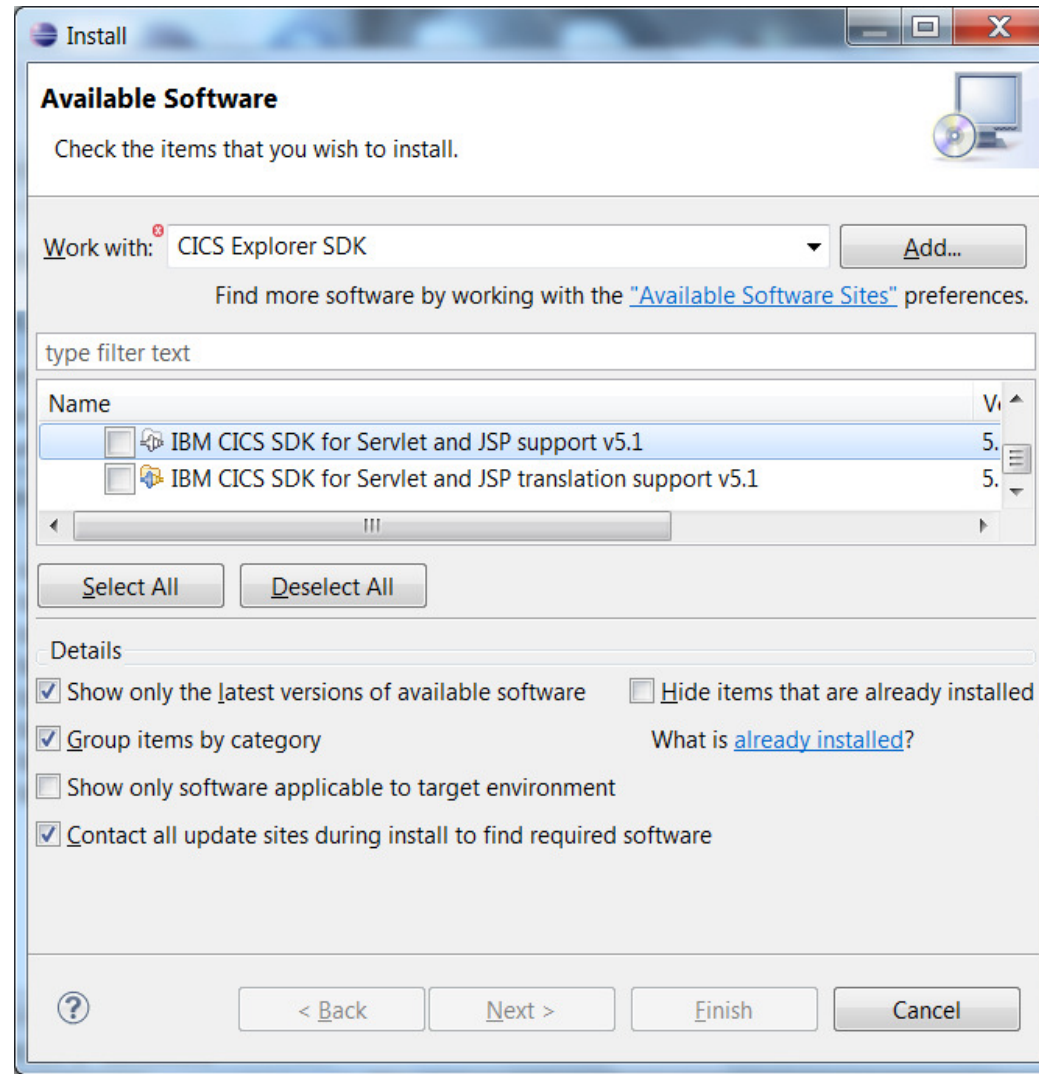 Install
Available Software
Check the items that you wish to install.
Work with: CICS Explorer SDK Add...
Find more software by working with the "Available Software Sites" preferences.
type filter text
Name
IBM CICS SDK for Servlet and JSP support v5.1 5.
IBM CICS SDK for Servlet and JSP translation support v5.1 5.
Select All Deselect All
Details
Show only the latest versions of available software Hide items that are already installed
Group items by category What is already installed?
Show only software applicable to target environment
Contact all update sites during install to find required software
? < Back Next > Finish Cancel